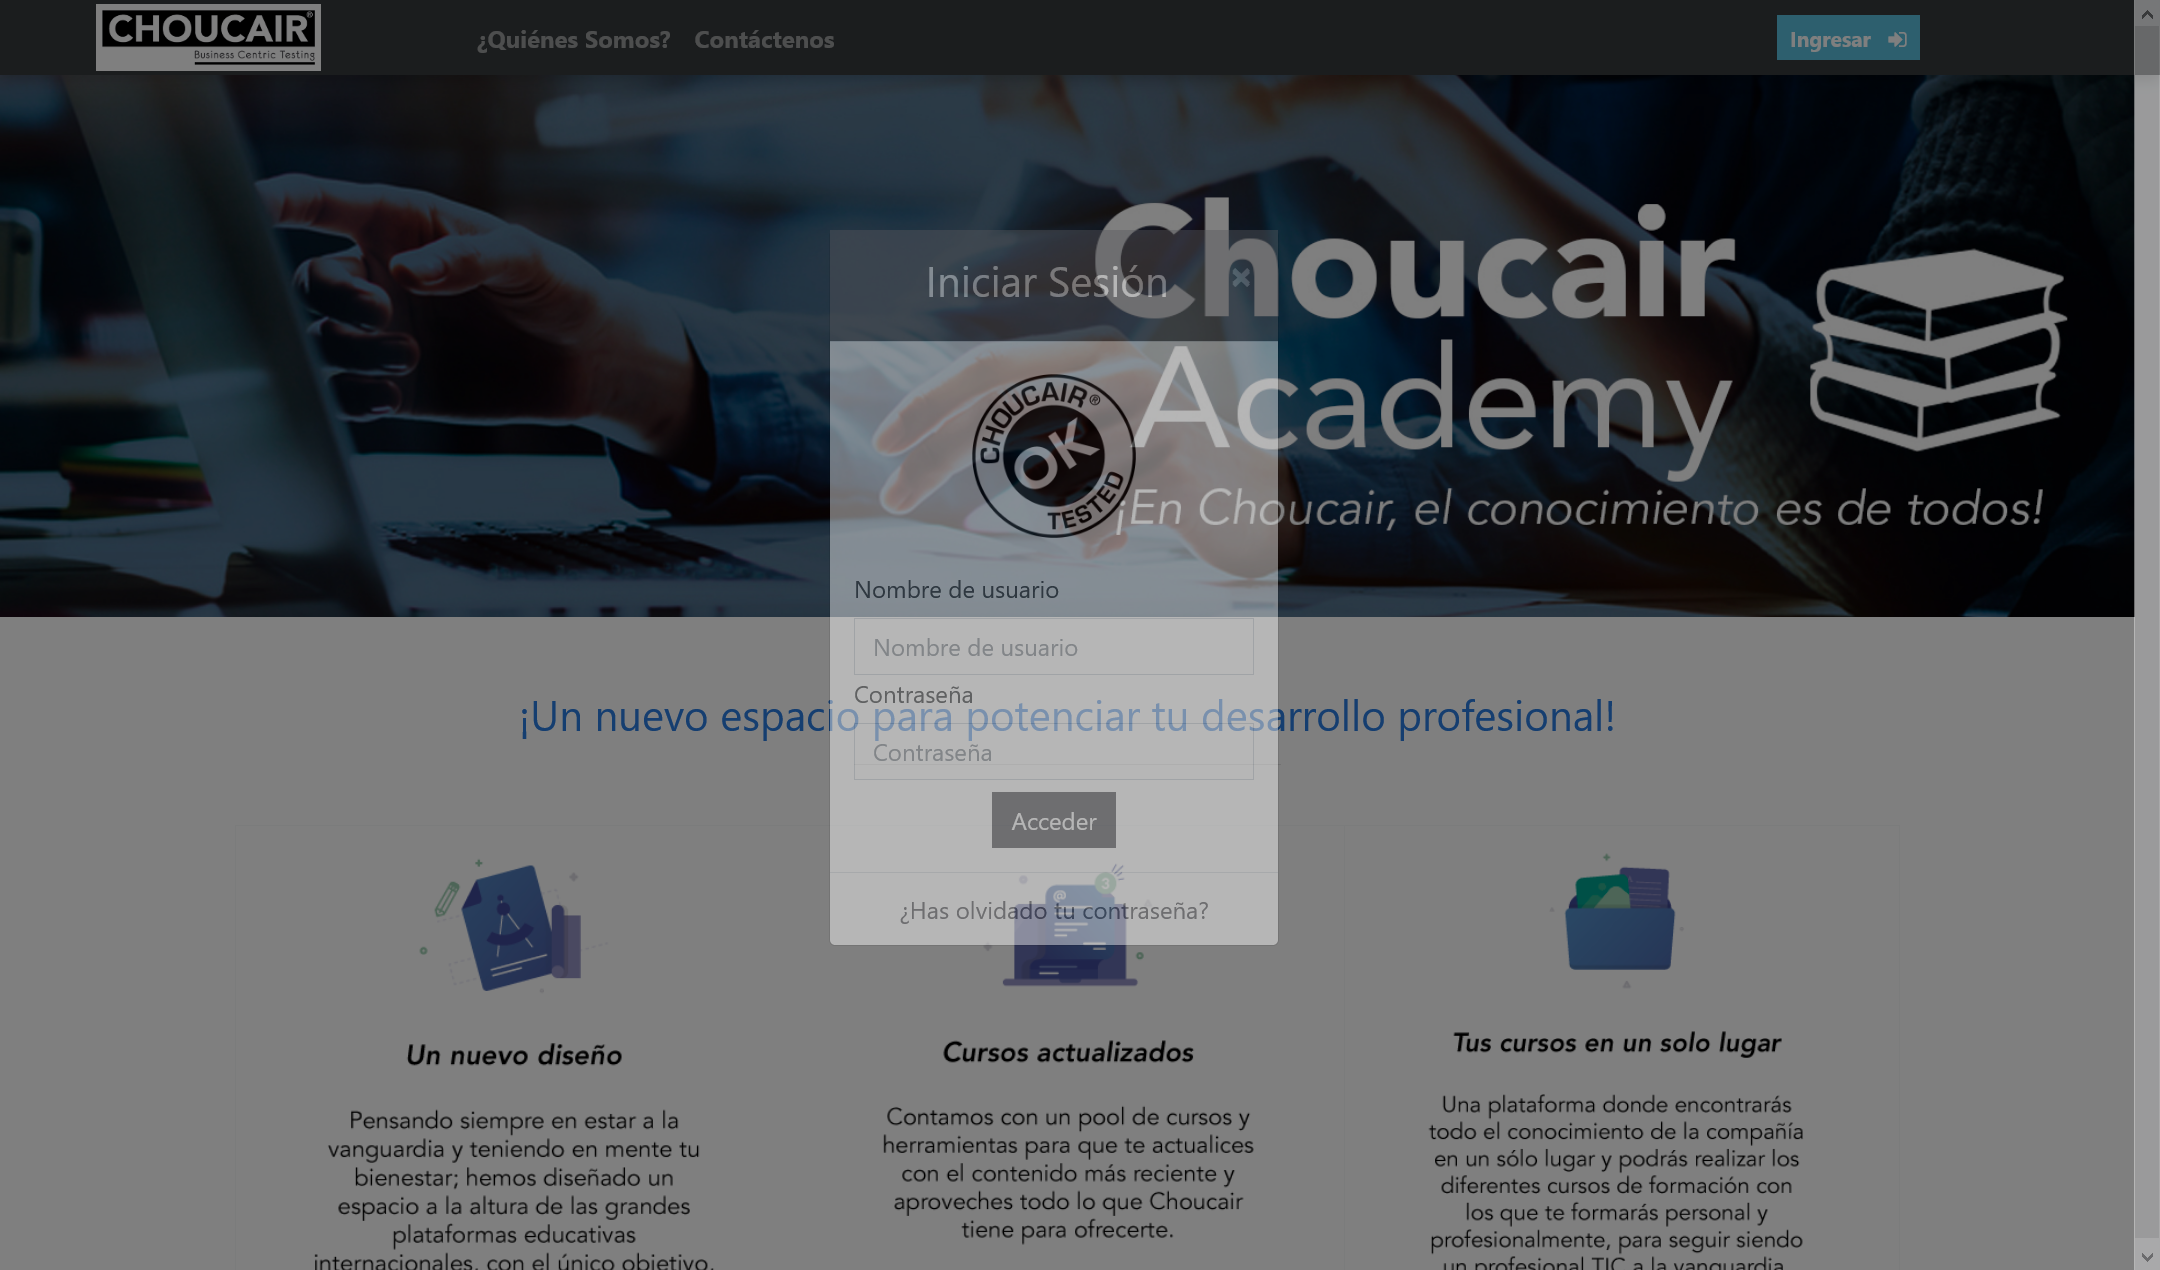 CHOUCAIR®
Business Centric Testing
¿Quiénes Somos?
Contáctenos
Ingresar
Choucair
Academy
¡En Choucair, el conocimiento es de todos!
Iniciar Sesión
×
CHOUCAIR®
OK
TESTED
Nombre de usuario
Nombre de usuario
Contraseña
Contraseña
Acceder
¿Has olvidado tu contraseña?
¡Un nuevo espacio para potenciar tu desarrollo profesional!
3
@
Un nuevo diseño
Pensando siempre en estar a la
vanguardia y teniendo en mente tu
bienestar; hemos diseñado un
espacio a la altura de las grandes
plataformas educativas
internacionales, con el único objetivo,
Cursos actualizados
Contamos con un pool de cursos y
herramientas para que te actualices
con el contenido más reciente y
aproveches todo lo que Choucair
tiene para ofrecerte.
Tus cursos en un solo lugar
Una plataforma donde encontrarás
todo el conocimiento de la compañía
en un sólo lugar y podrás realizar los
diferentes cursos de formación con
los que te formarás personal y
profesionalmente, para seguir siendo
un profesional TIC a la vanguardia